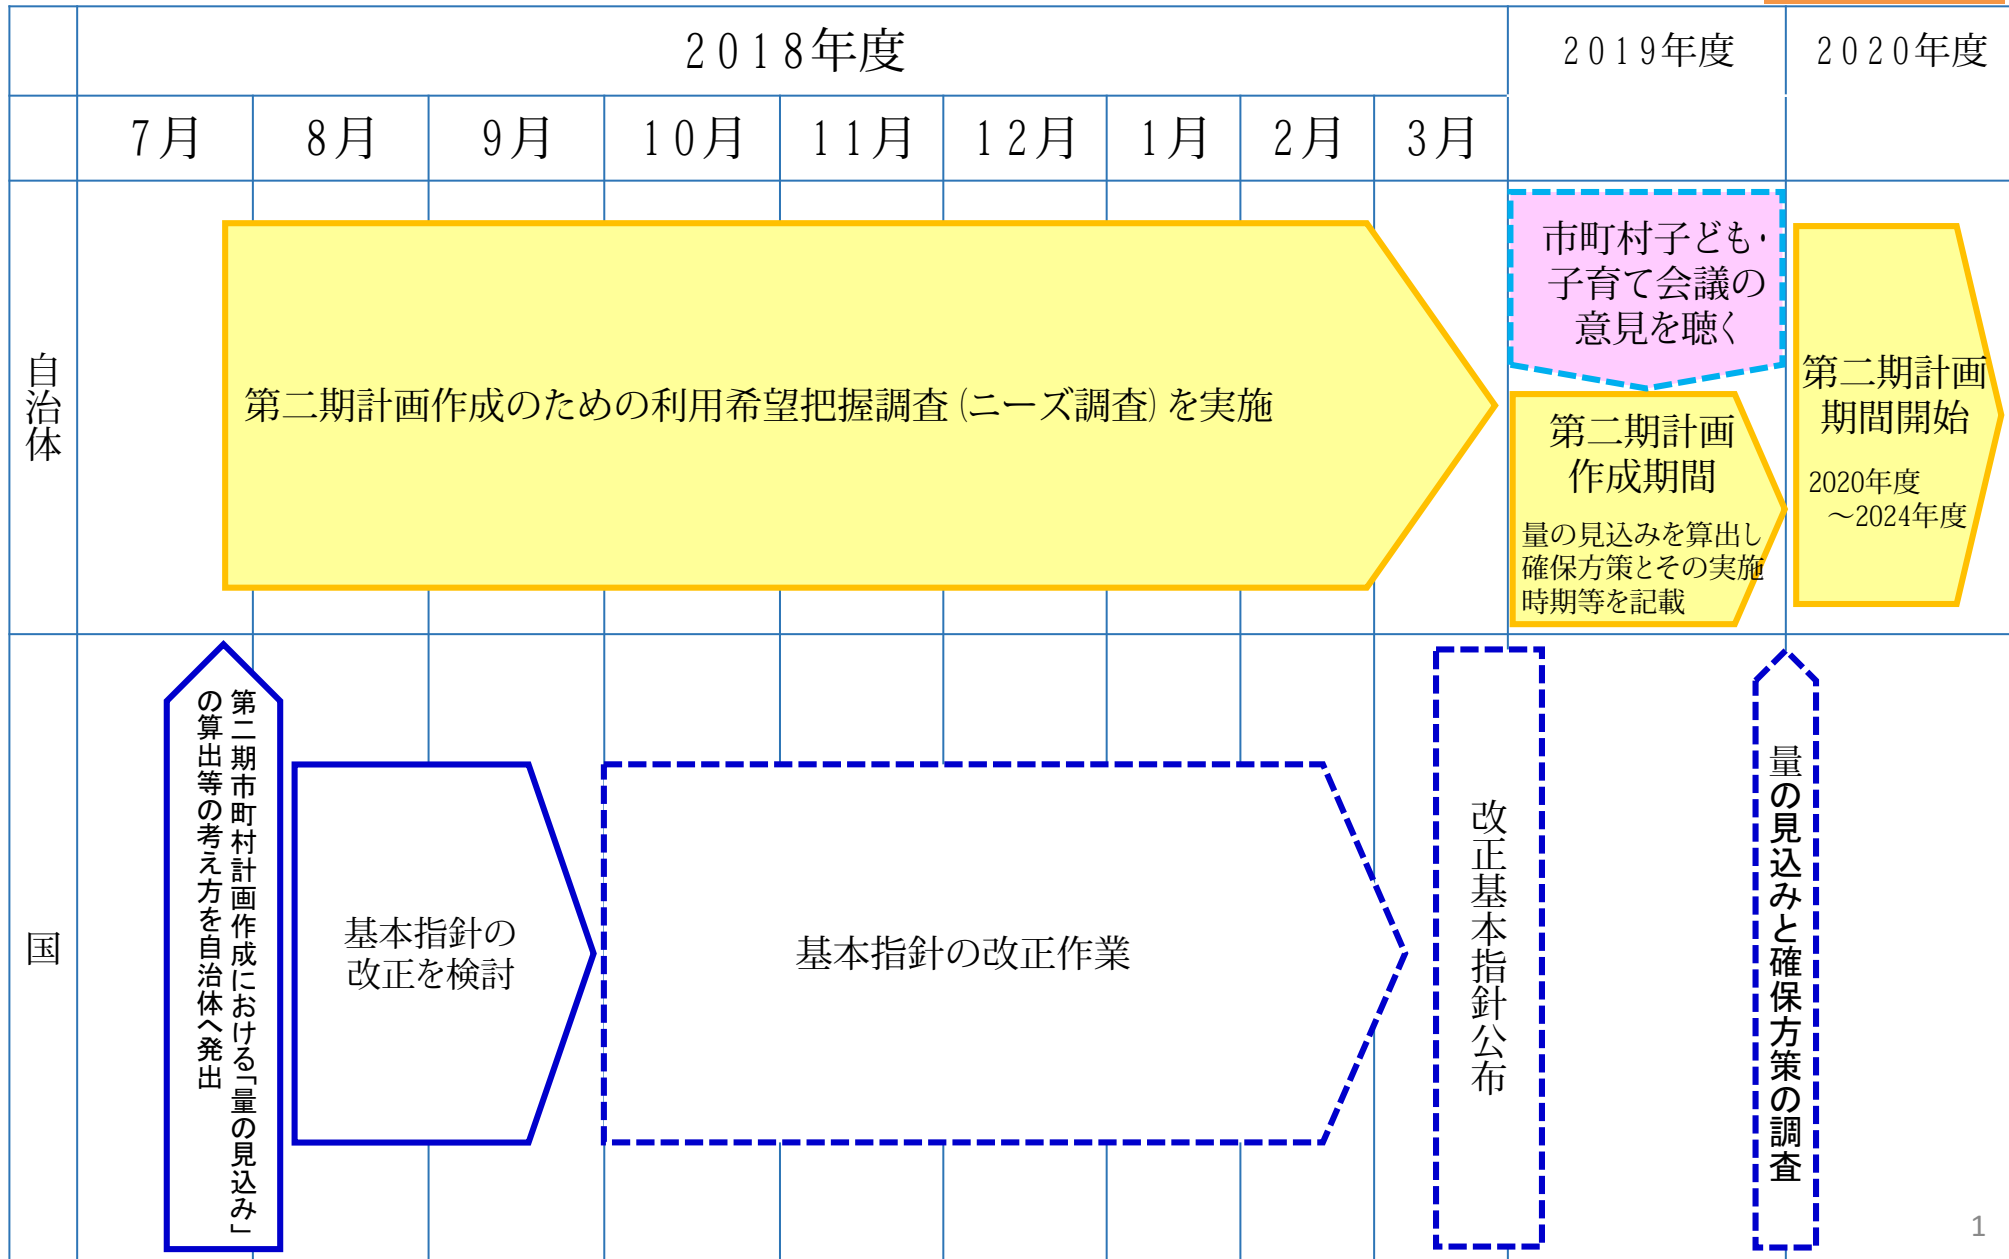 2018年度
2019年度
2020年度
7月
8月
9月
10月
11月
12月
1月
2月
3月
自治体
第二期計画作成のための利用希望把握調査(ニーズ調査)を実施
市町村子ども・
子育て会議の
意見を聴く
第二期計画
作成期間
量の見込みを算出し
確保方策とその実施
時期等を記載
第二期計画
期間開始
2020年度
～2024年度
国
第二期市町村計画作成における「量の見込み」
の算出等の考え方を自治体へ発出
基本指針の
改正を検討
基本指針の改正作業
改正基本指針公布
量の見込みと確保方策の調査
1